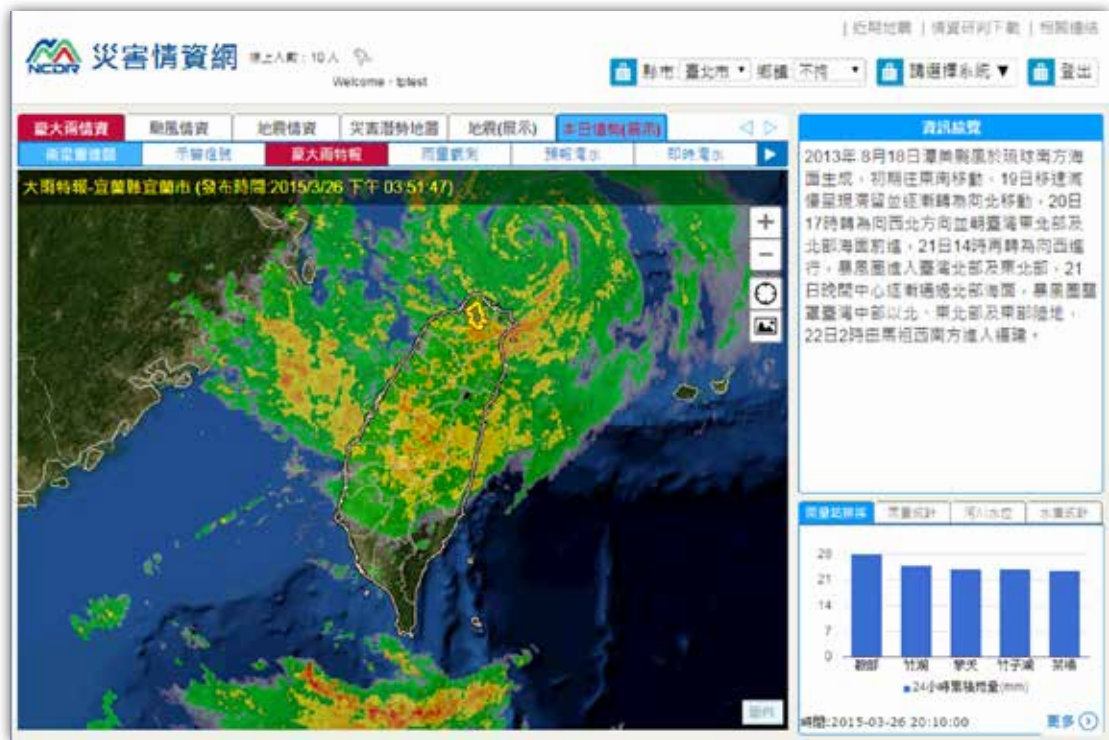 | 近期地震 | 情資研判下載 | 相關連結
NCDR 災害情資網 線上人數：10人
Welcome - tptest
縣市 臺北市 鄉鎮 不拘 請選擇系統 ▼ 登出
豪大雨情資 颱風情資 地震情資 災害潛勢地圖 地震(展示) 本日情勢(展示)
衛星雲圖 示警燈號 豪大雨特報 雨量觀測 預報淹水 即時淹水
大雨特報-宜蘭縣宜蘭市 (發布時間:2015/3/26 下午 03:51:47)
資訊綜覽
2013年 8月18日潭美颱風於琉球南方海
面生成，初期往東南移動，19日移速減
慢呈現滯留並逐漸轉為向北移動，20日
17時轉為向西北方向並朝臺灣東北部及
北部海面前進，21日14時再轉為向西進
行，暴風圈進入臺灣北部及東北部，21
日晚間中心逐漸通過北部海面，暴風圈籠
罩臺灣中部以北、東北部及東部陸地，
22日2時由馬祖西南方進入福建。
雨量站排序 雨量統計 河川水位 水庫統計
28
21
14
7
0
竹湖 擎天 竹子湖
24小時累積雨量(mm)
時間:2015-03-26 20:10:00 更多